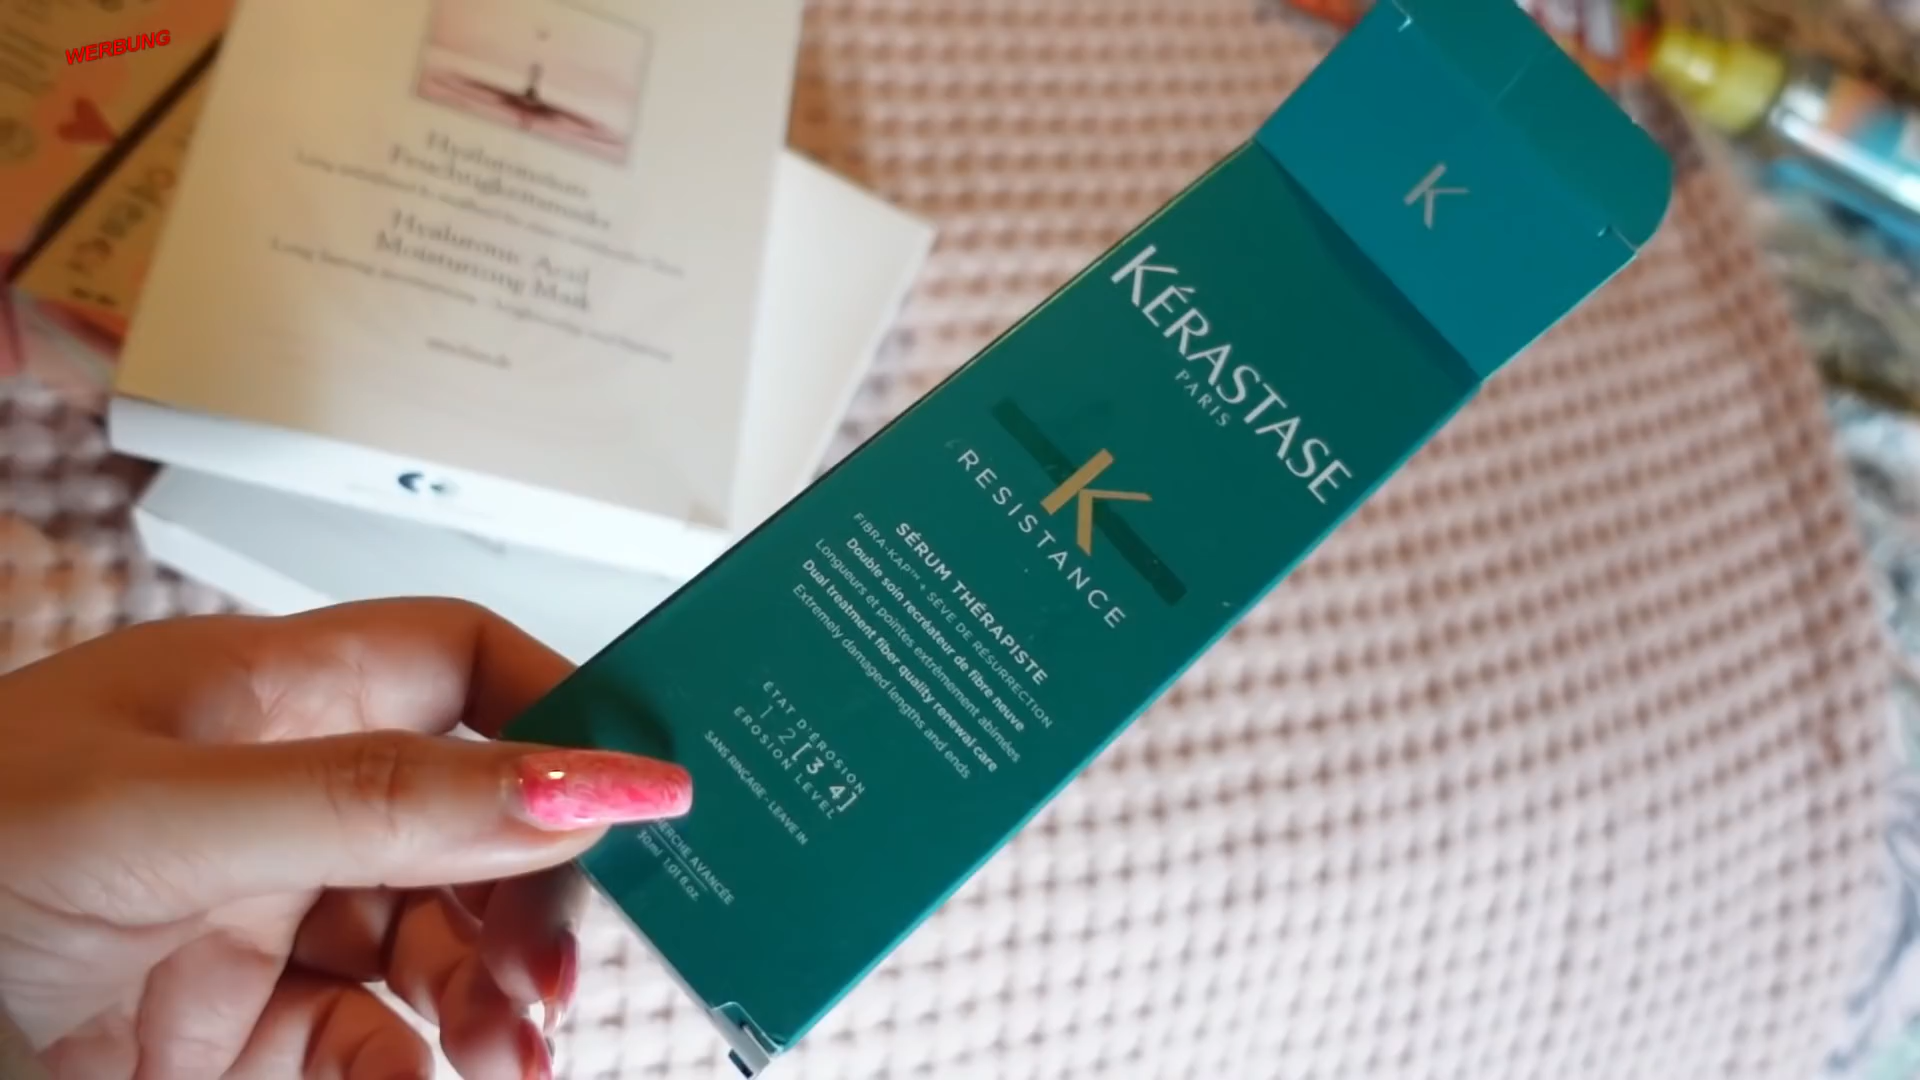 WERBUNG
Hyaluronic Acid
Moisturizing Mask
K
KÉRASTASE
PARIS
K
RESISTANCE
SÉRUM THÉRAPISTE
FIBRA-KAP™ + SÈVE DE RÉSURRECTION
Double soin recréateur de fibre neuve
Longueurs et pointes extrêmement abîmées
Dual treatment fiber quality renewal care
Extremely damaged lengths and ends
ÉTAT D'ÉROSION
1 2 [3 4]
EROSION LEVEL
SANS RINÇAGE - LEAVE IN
ERCHE AVANCÉE
30ml 1.01 fl.oz.